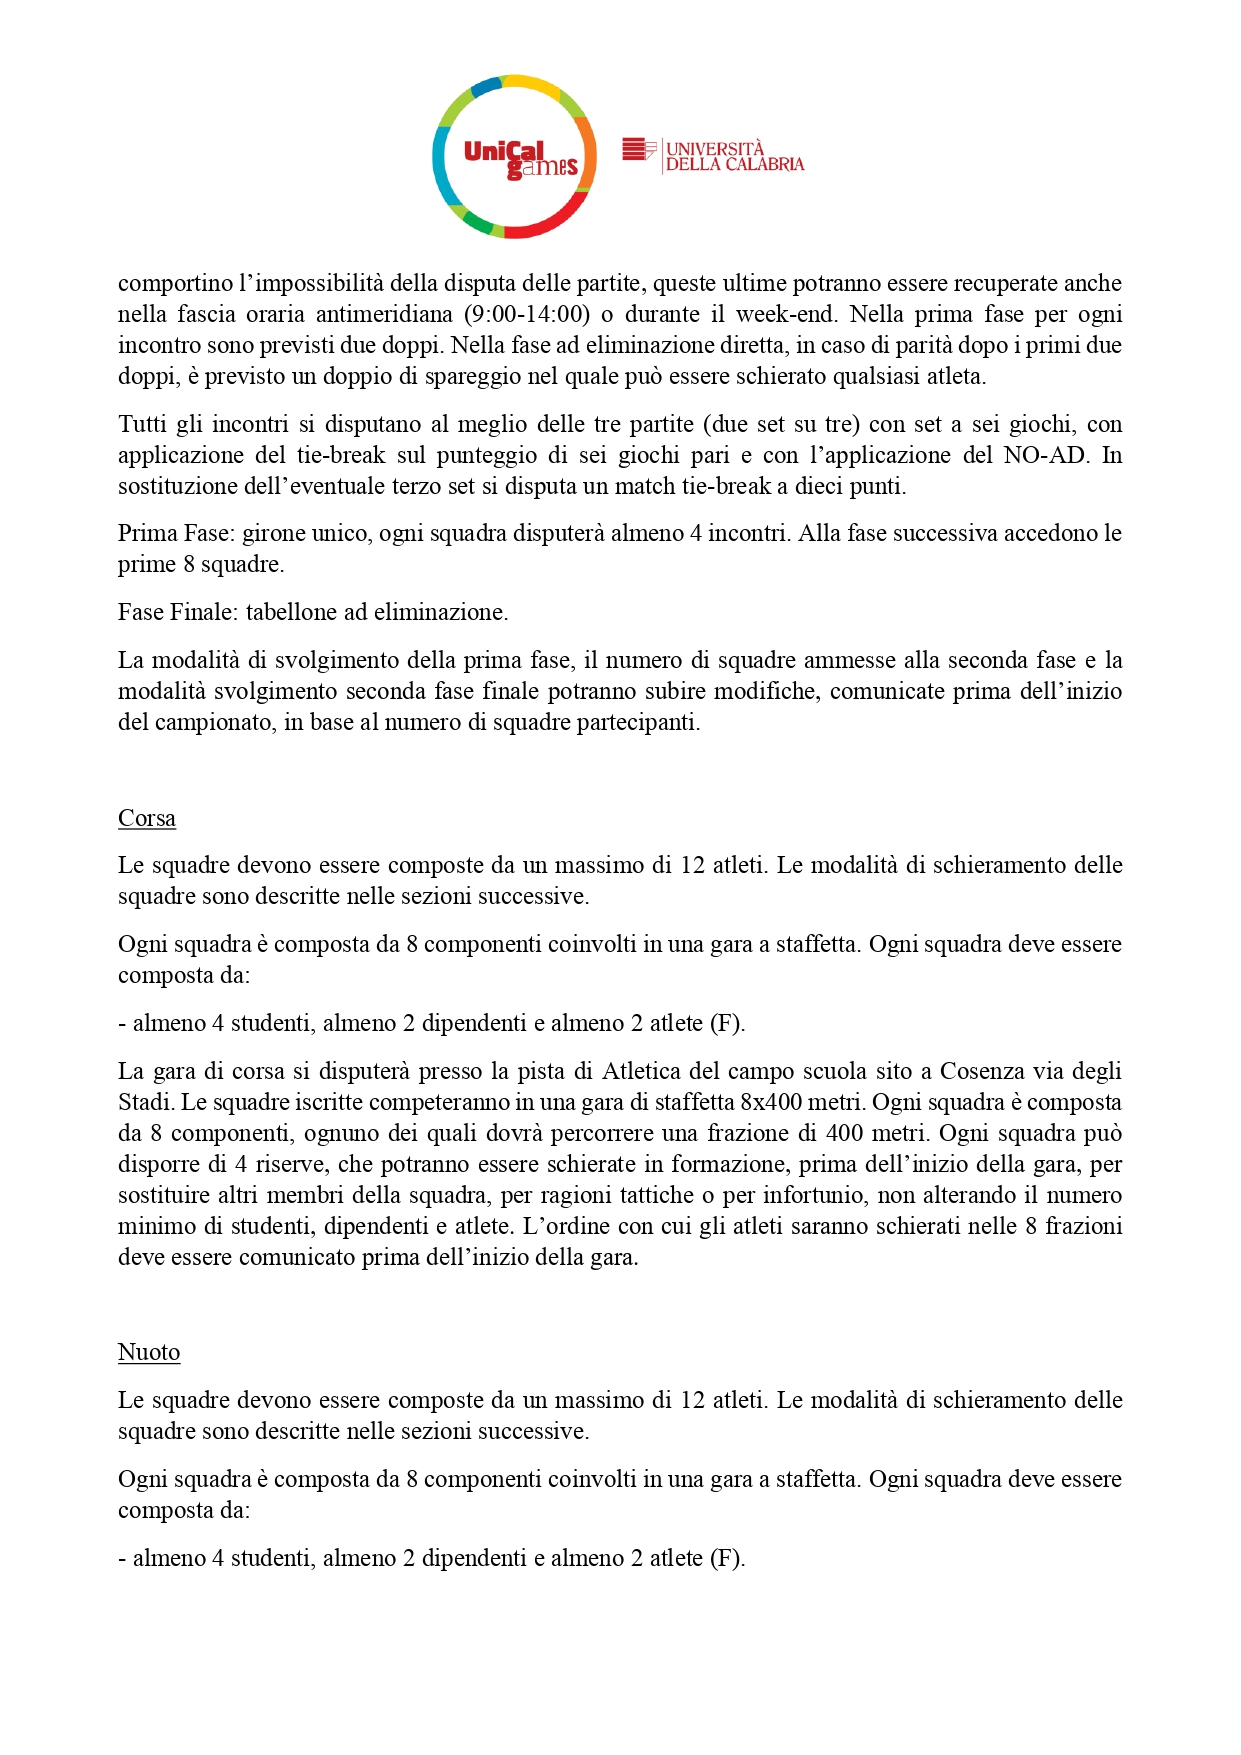 UniCal
games
UNIVERSITÀ
DELLA CALABRIA
comportino l’impossibilità della disputa delle partite, queste ultime potranno essere recuperate anche
nella fascia oraria antimeridiana (9:00-14:00) o durante il week-end. Nella prima fase per ogni
incontro sono previsti due doppi. Nella fase ad eliminazione diretta, in caso di parità dopo i primi due
doppi, è previsto un doppio di spareggio nel quale può essere schierato qualsiasi atleta.
Tutti gli incontri si disputano al meglio delle tre partite (due set su tre) con set a sei giochi, con
applicazione del tie-break sul punteggio di sei giochi pari e con l’applicazione del NO-AD. In
sostituzione dell’eventuale terzo set si disputa un match tie-break a dieci punti.
Prima Fase: girone unico, ogni squadra disputerà almeno 4 incontri. Alla fase successiva accedono le
prime 8 squadre.
Fase Finale: tabellone ad eliminazione.
La modalità di svolgimento della prima fase, il numero di squadre ammesse alla seconda fase e la
modalità svolgimento seconda fase finale potranno subire modifiche, comunicate prima dell’inizio
del campionato, in base al numero di squadre partecipanti.
Corsa
Le squadre devono essere composte da un massimo di 12 atleti. Le modalità di schieramento delle
squadre sono descritte nelle sezioni successive.
Ogni squadra è composta da 8 componenti coinvolti in una gara a staffetta. Ogni squadra deve essere
composta da:
- almeno 4 studenti, almeno 2 dipendenti e almeno 2 atlete (F).
La gara di corsa si disputerà presso la pista di Atletica del campo scuola sito a Cosenza via degli
Stadi. Le squadre iscritte competeranno in una gara di staffetta 8x400 metri. Ogni squadra è composta
da 8 componenti, ognuno dei quali dovrà percorrere una frazione di 400 metri. Ogni squadra può
disporre di 4 riserve, che potranno essere schierate in formazione, prima dell’inizio della gara, per
sostituire altri membri della squadra, per ragioni tattiche o per infortunio, non alterando il numero
minimo di studenti, dipendenti e atlete. L’ordine con cui gli atleti saranno schierati nelle 8 frazioni
deve essere comunicato prima dell’inizio della gara.
Nuoto
Le squadre devono essere composte da un massimo di 12 atleti. Le modalità di schieramento delle
squadre sono descritte nelle sezioni successive.
Ogni squadra è composta da 8 componenti coinvolti in una gara a staffetta. Ogni squadra deve essere
composta da:
- almeno 4 studenti, almeno 2 dipendenti e almeno 2 atlete (F).